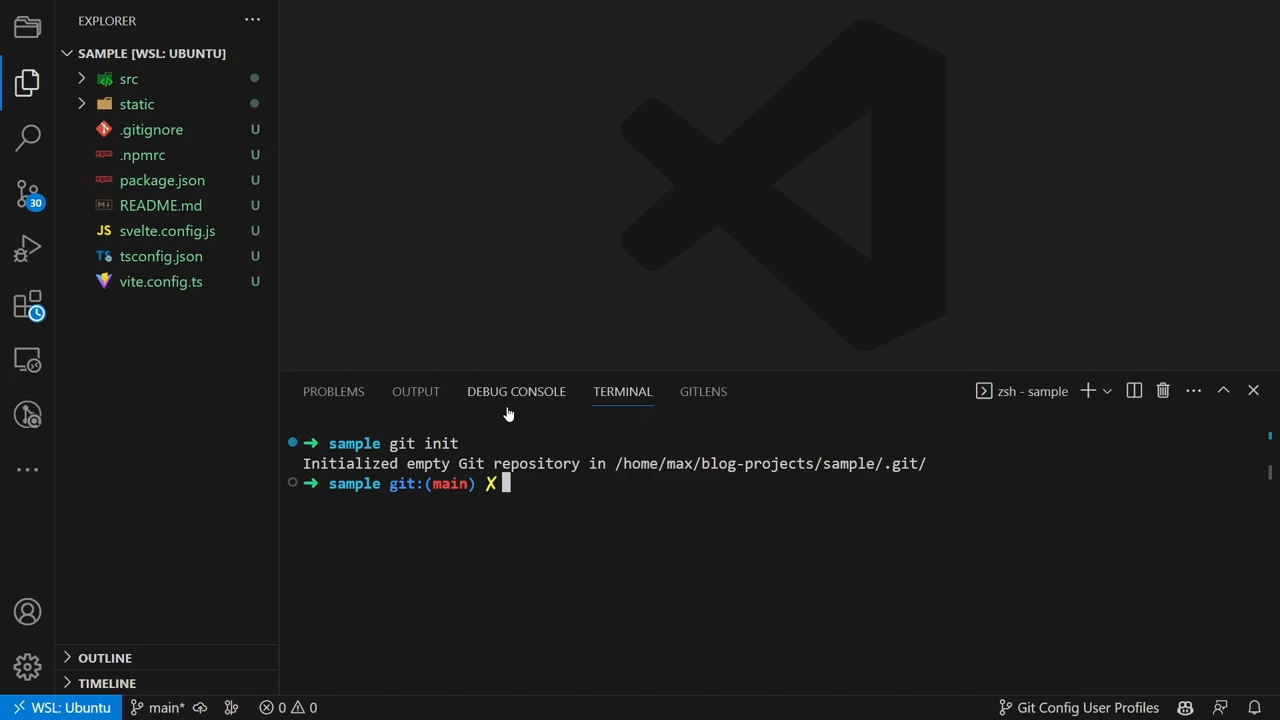 EXPLORER
SAMPLE [WSL: UBUNTU]
src
static
.gitignore U
.npmrc U
package.json U
README.md U
JS svelte.config.js U
TS tsconfig.json U
vite.config.ts U
30
OUTLINE
TIMELINE
PROBLEMS OUTPUT DEBUG CONSOLE TERMINAL GITLENS zsh - sample
➜ sample git init
Initialized empty Git repository in /home/max/blog-projects/sample/.git/
➜ sample git:(main) ✗
WSL: Ubuntu main* 0 0 Git Config User Profiles